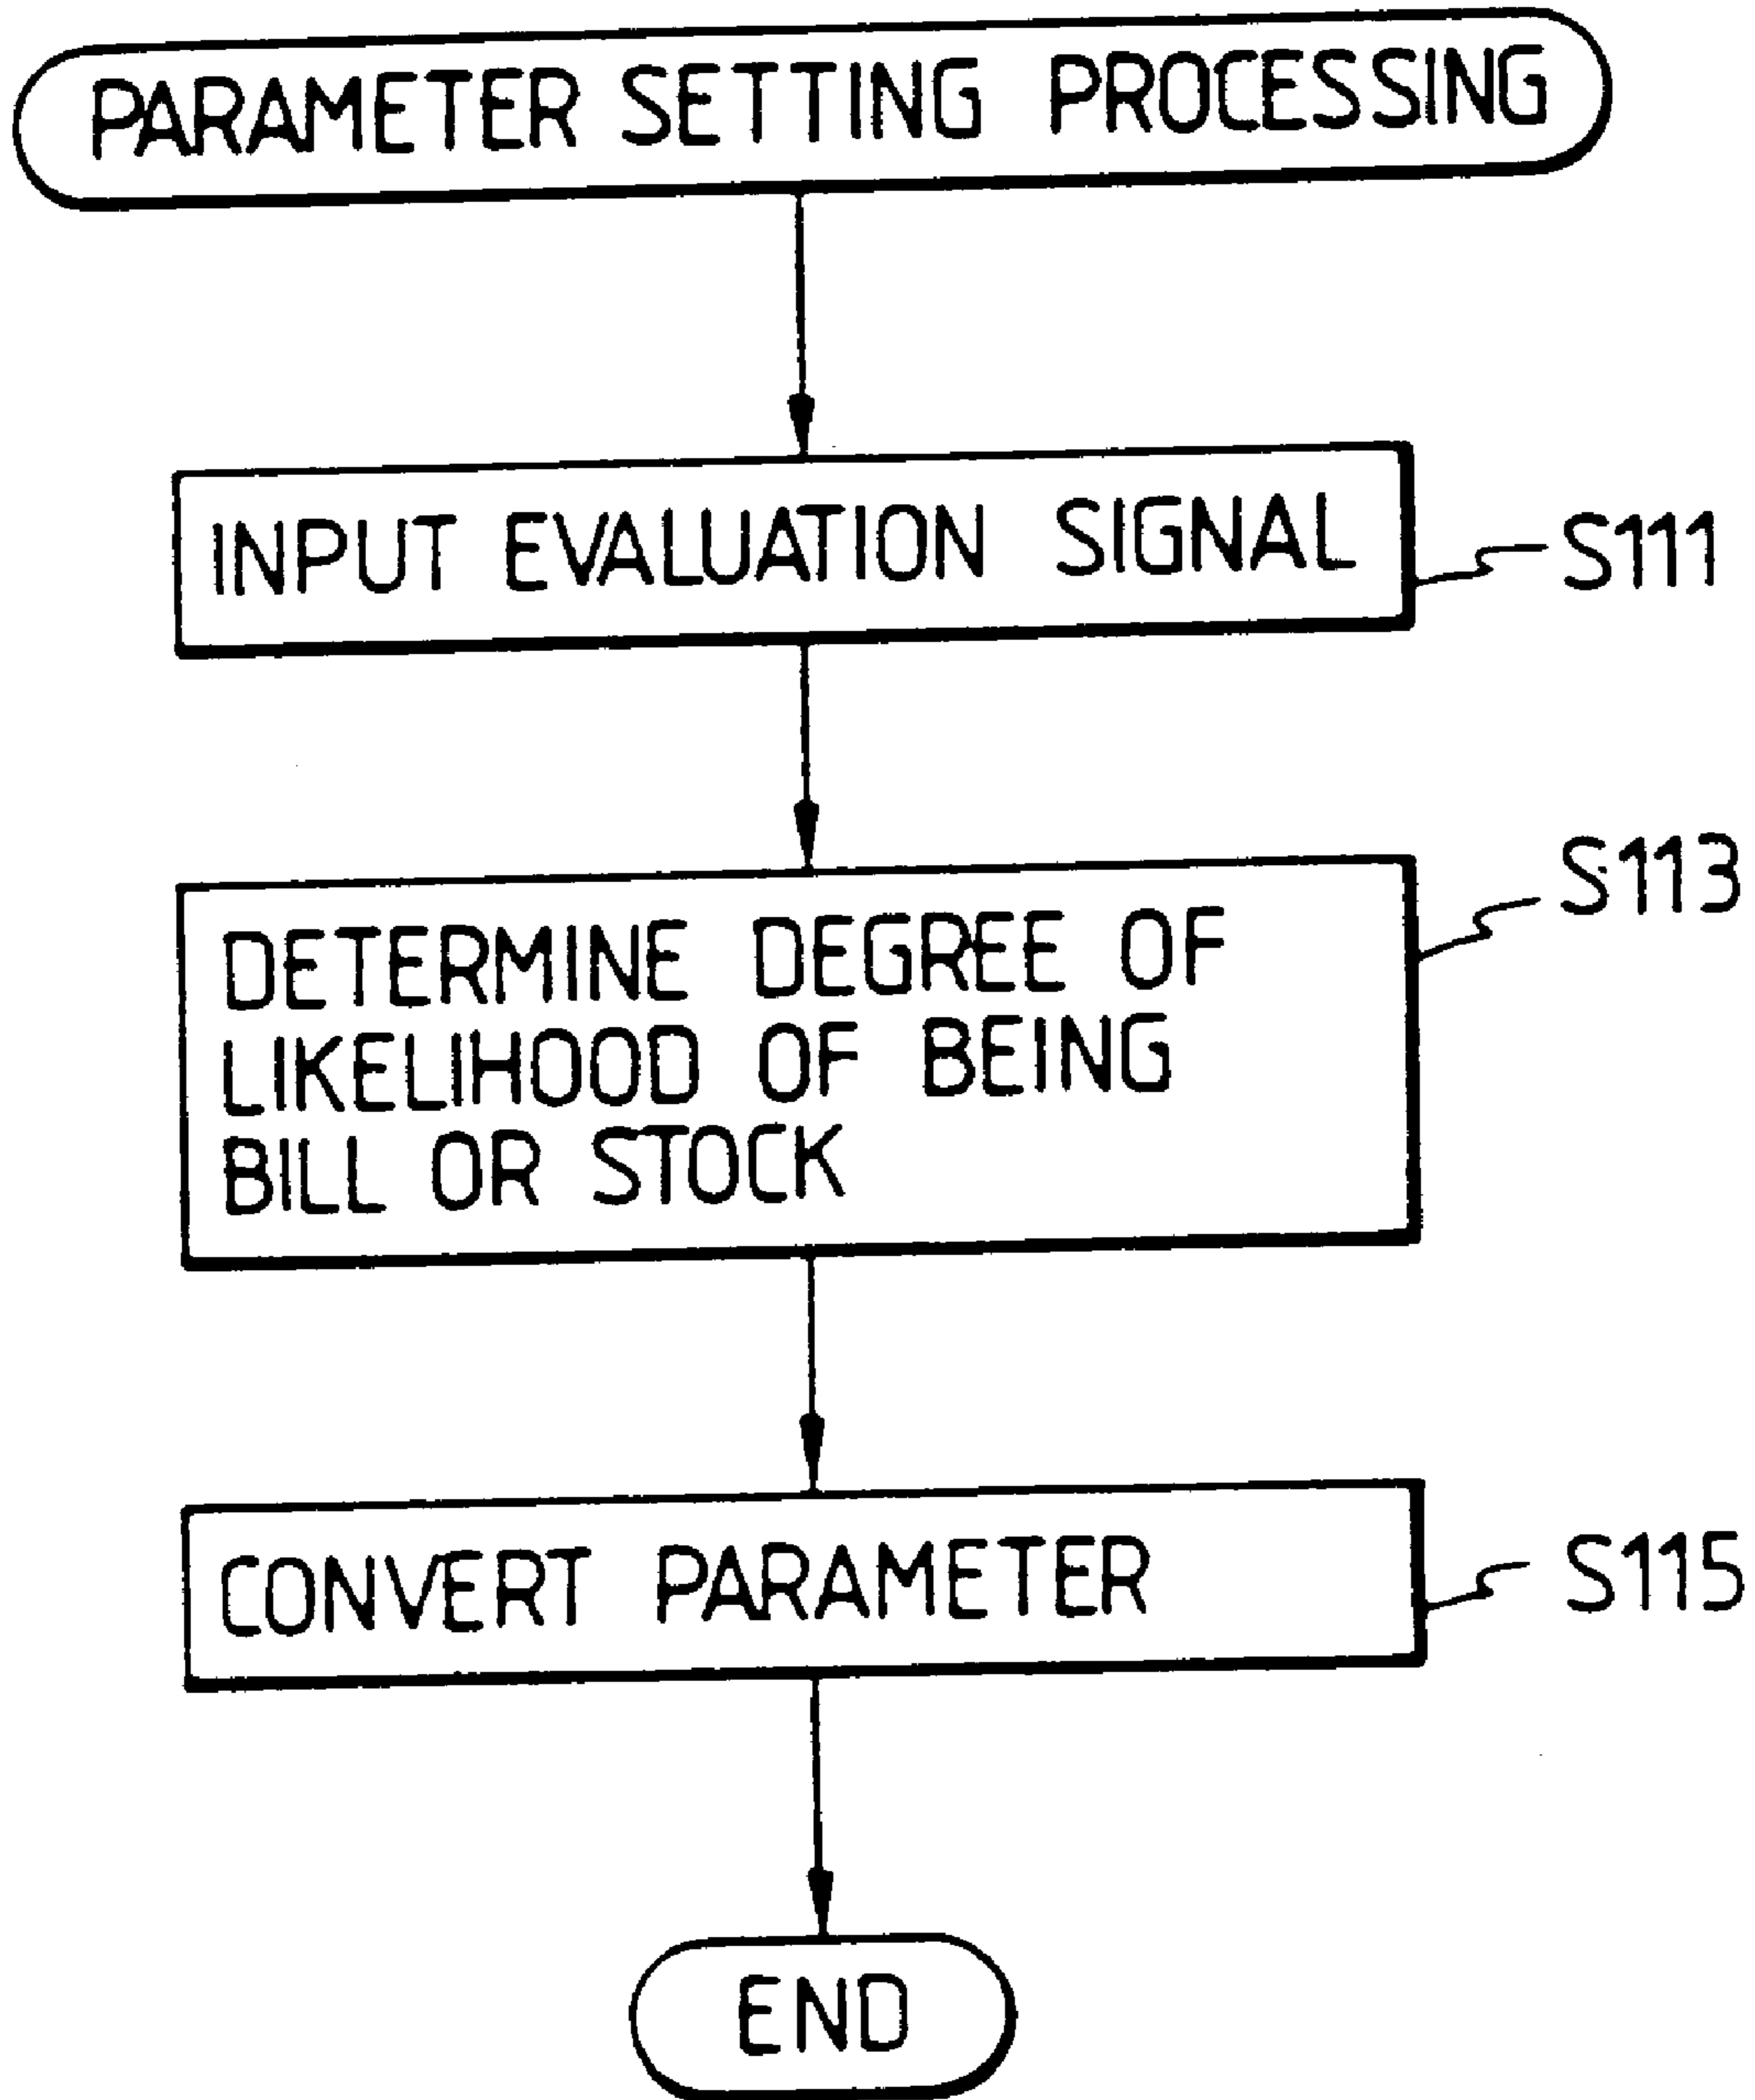 PARAMETER SETTING PROCESSING
INPUT EVALUATION SIGNAL
S111
S113
DETERMINE DEGREE OF
LIKELIHOOD OF BEING
BILL OR STOCK
CONVERT PARAMETER
S115
END